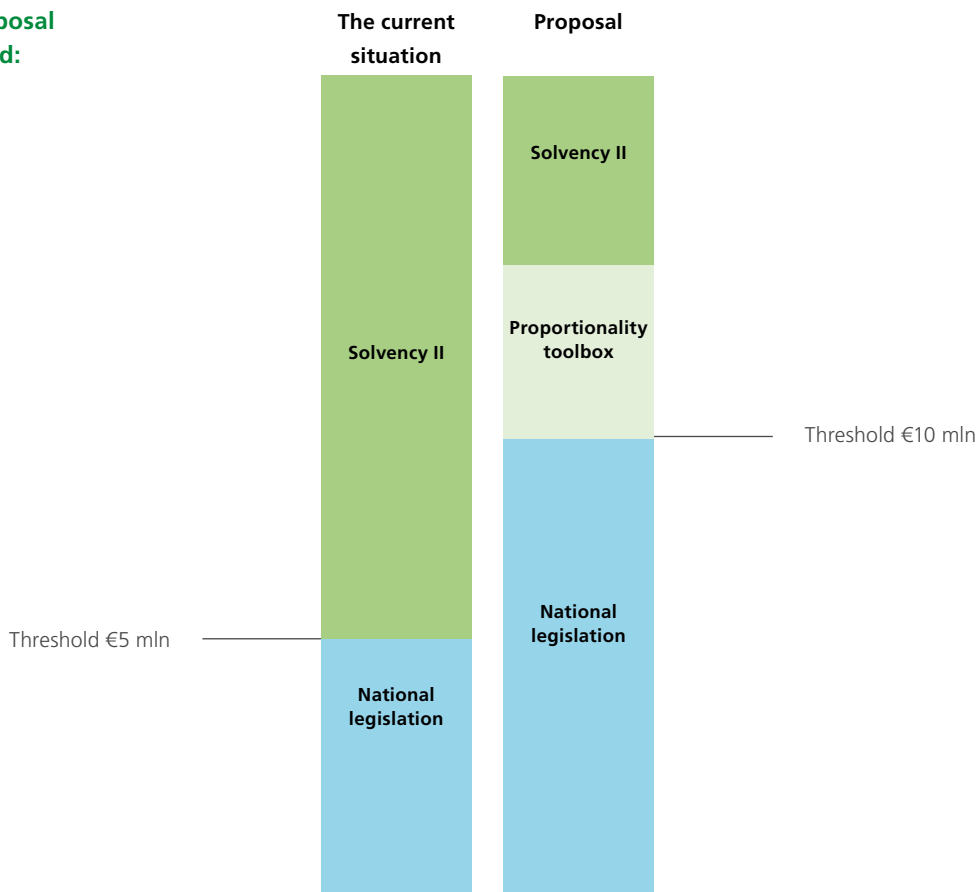 posal
d:
The current
situation
Proposal
Solvency II
Proportionality
toolbox
Solvency II
Threshold €10 mln
National
legislation
Threshold €5 mln
National
legislation